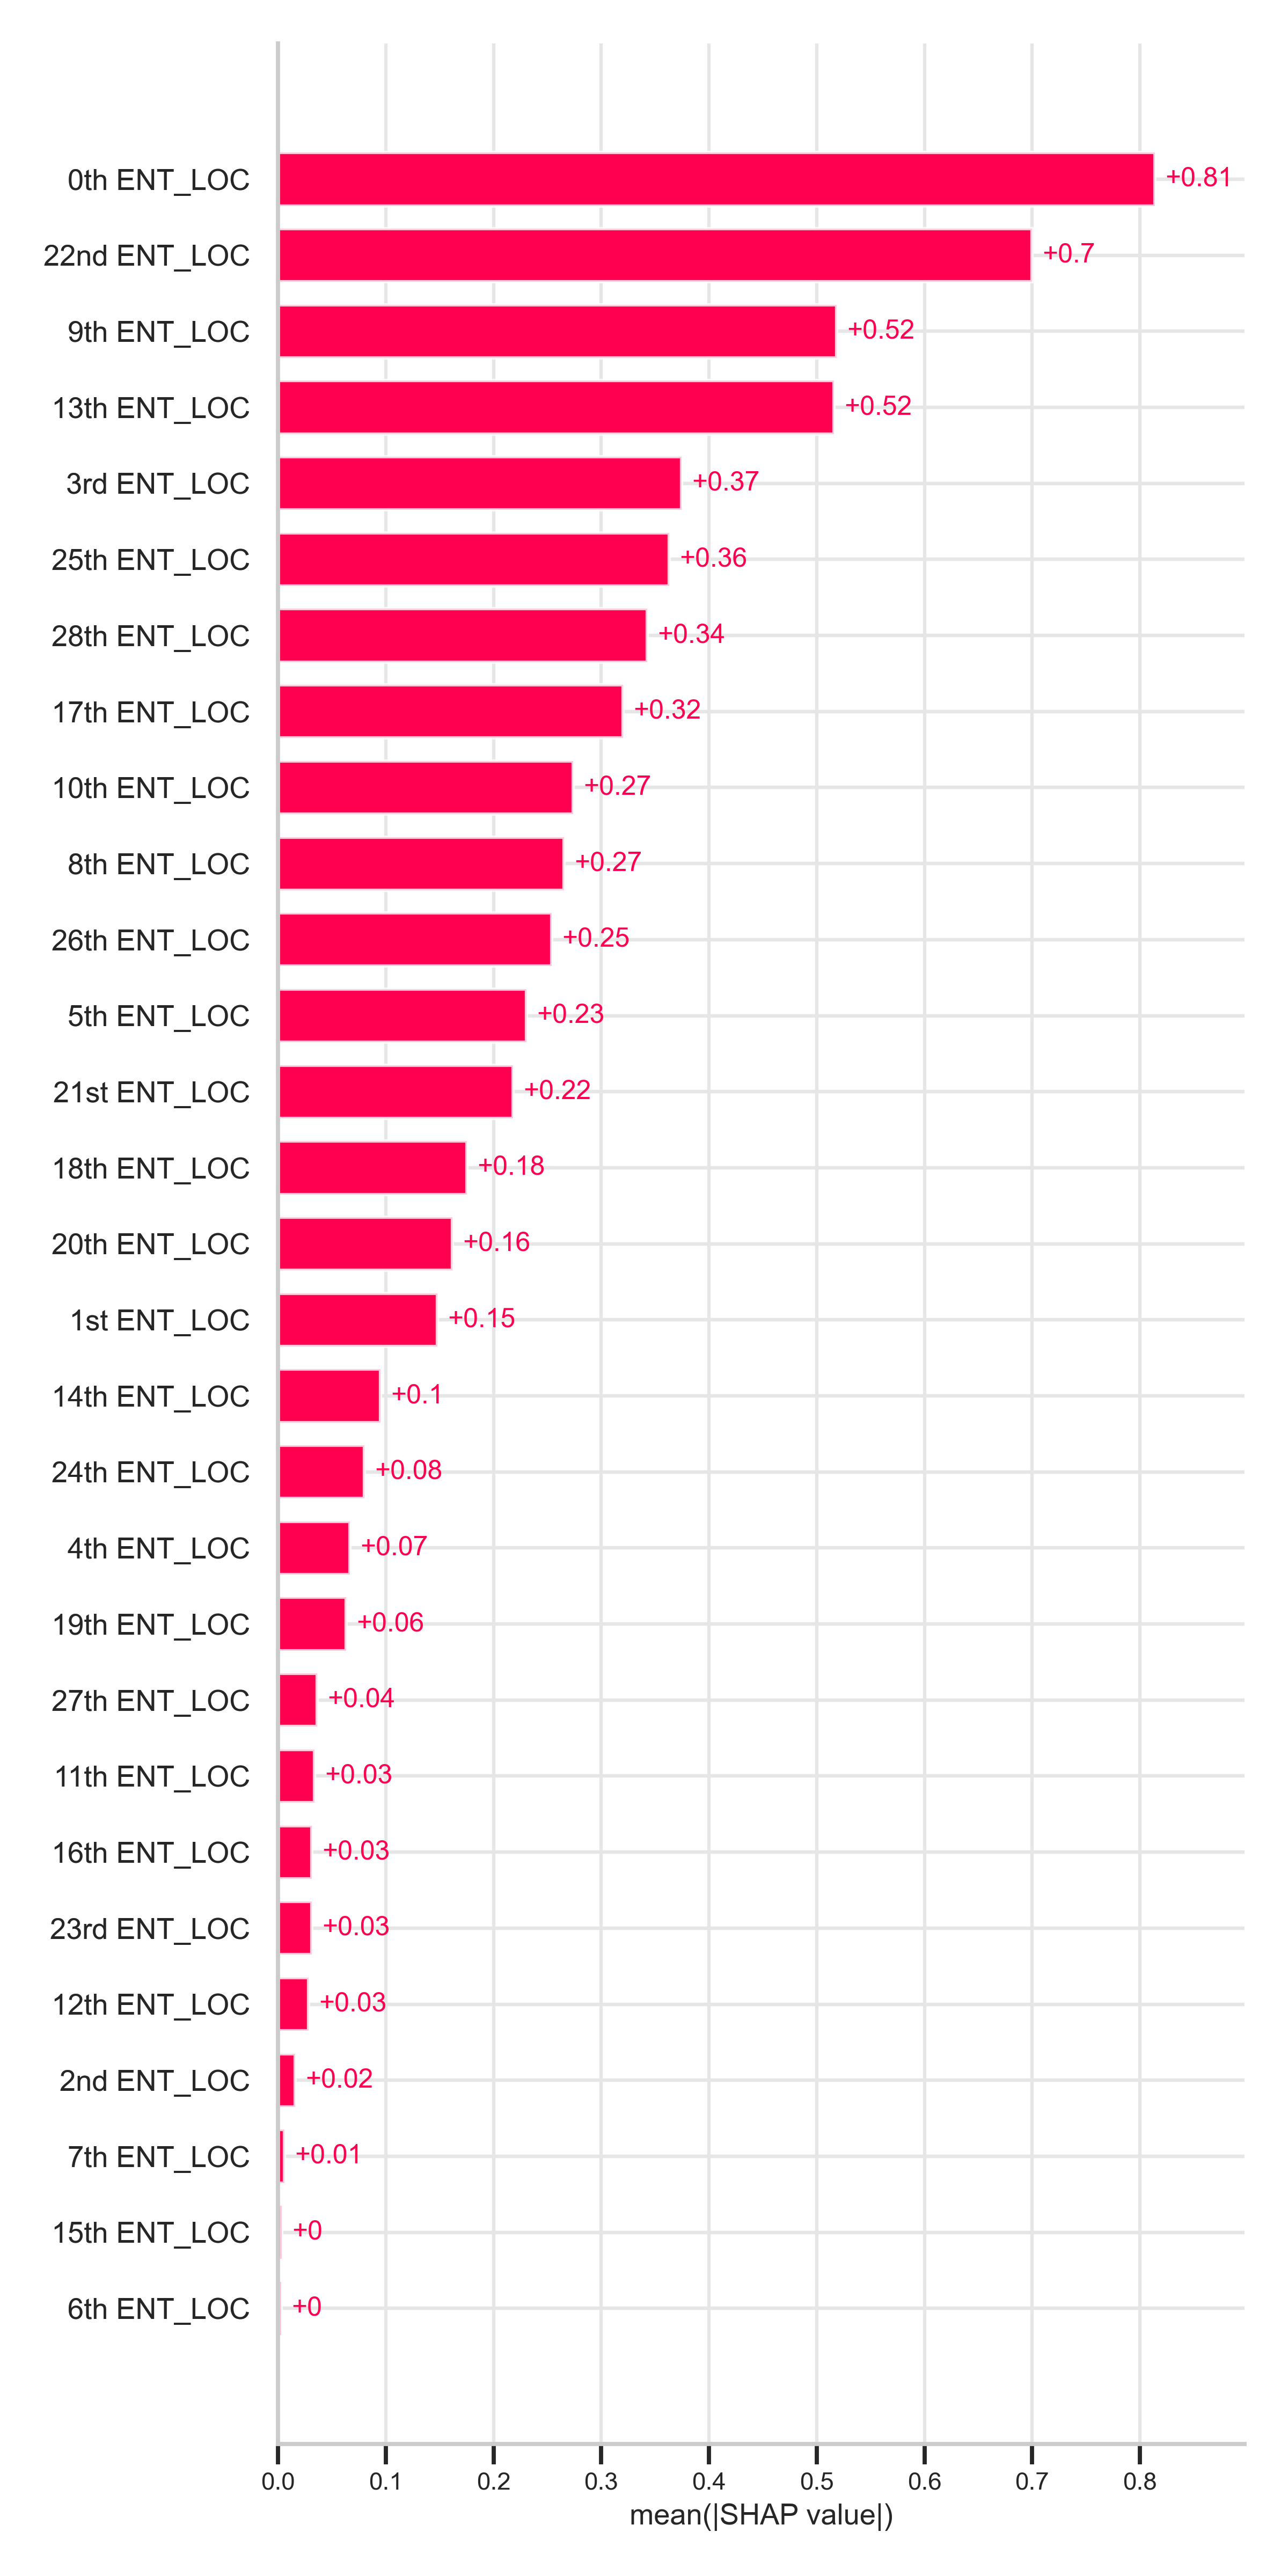 0th ENT_LOC +0.81
22nd ENT_LOC +0.7
9th ENT_LOC +0.52
13th ENT_LOC +0.52
3rd ENT_LOC +0.37
25th ENT_LOC +0.36
28th ENT_LOC +0.34
17th ENT_LOC +0.32
10th ENT_LOC +0.27
8th ENT_LOC +0.27
26th ENT_LOC +0.25
5th ENT_LOC +0.23
21st ENT_LOC +0.22
18th ENT_LOC +0.18
20th ENT_LOC +0.16
1st ENT_LOC +0.15
14th ENT_LOC +0.1
24th ENT_LOC +0.08
4th ENT_LOC +0.07
19th ENT_LOC +0.06
27th ENT_LOC +0.04
11th ENT_LOC +0.03
16th ENT_LOC +0.03
23rd ENT_LOC +0.03
12th ENT_LOC +0.03
2nd ENT_LOC +0.02
7th ENT_LOC +0.01
15th ENT_LOC +0
6th ENT_LOC +0
0.0 0.1 0.2 0.3 0.4 0.5 0.6 0.7 0.8
mean(|SHAP value|)